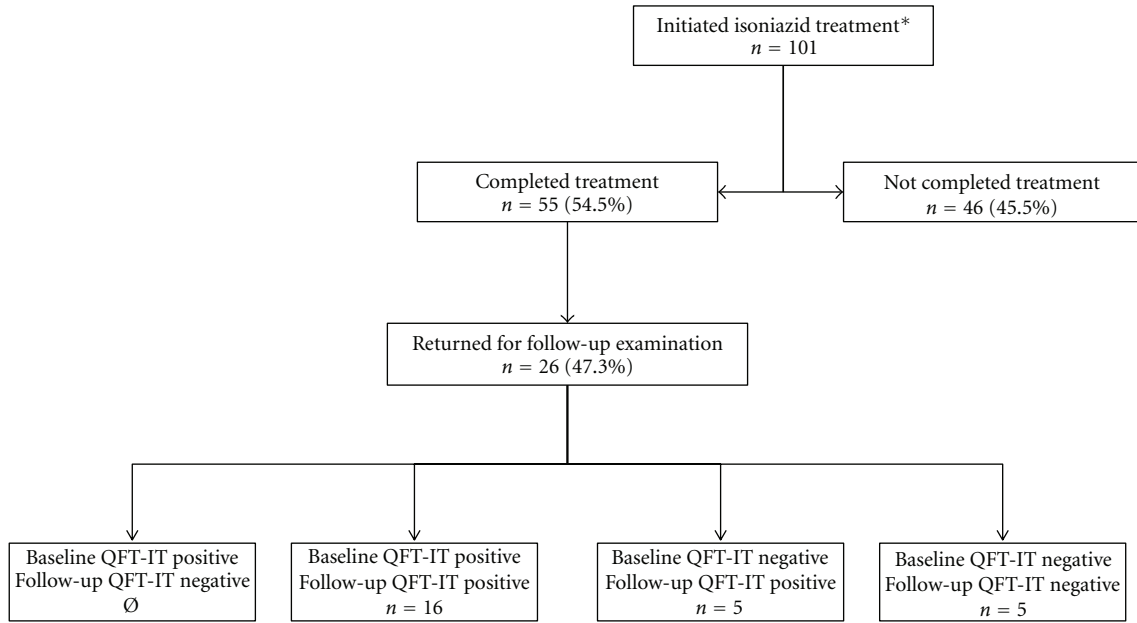 Initiated isoniazid treatment*
n = 101
Completed treatment
n = 55 (54.5%)
Not completed treatment
n = 46 (45.5%)
Returned for follow-up examination
n = 26 (47.3%)
Baseline QFT-IT positive
Follow-up QFT-IT negative
Ø
Baseline QFT-IT positive
Follow-up QFT-IT positive
n = 16
Baseline QFT-IT negative
Follow-up QFT-IT positive
n = 5
Baseline QFT-IT negative
Follow-up QFT-IT negative
n = 5